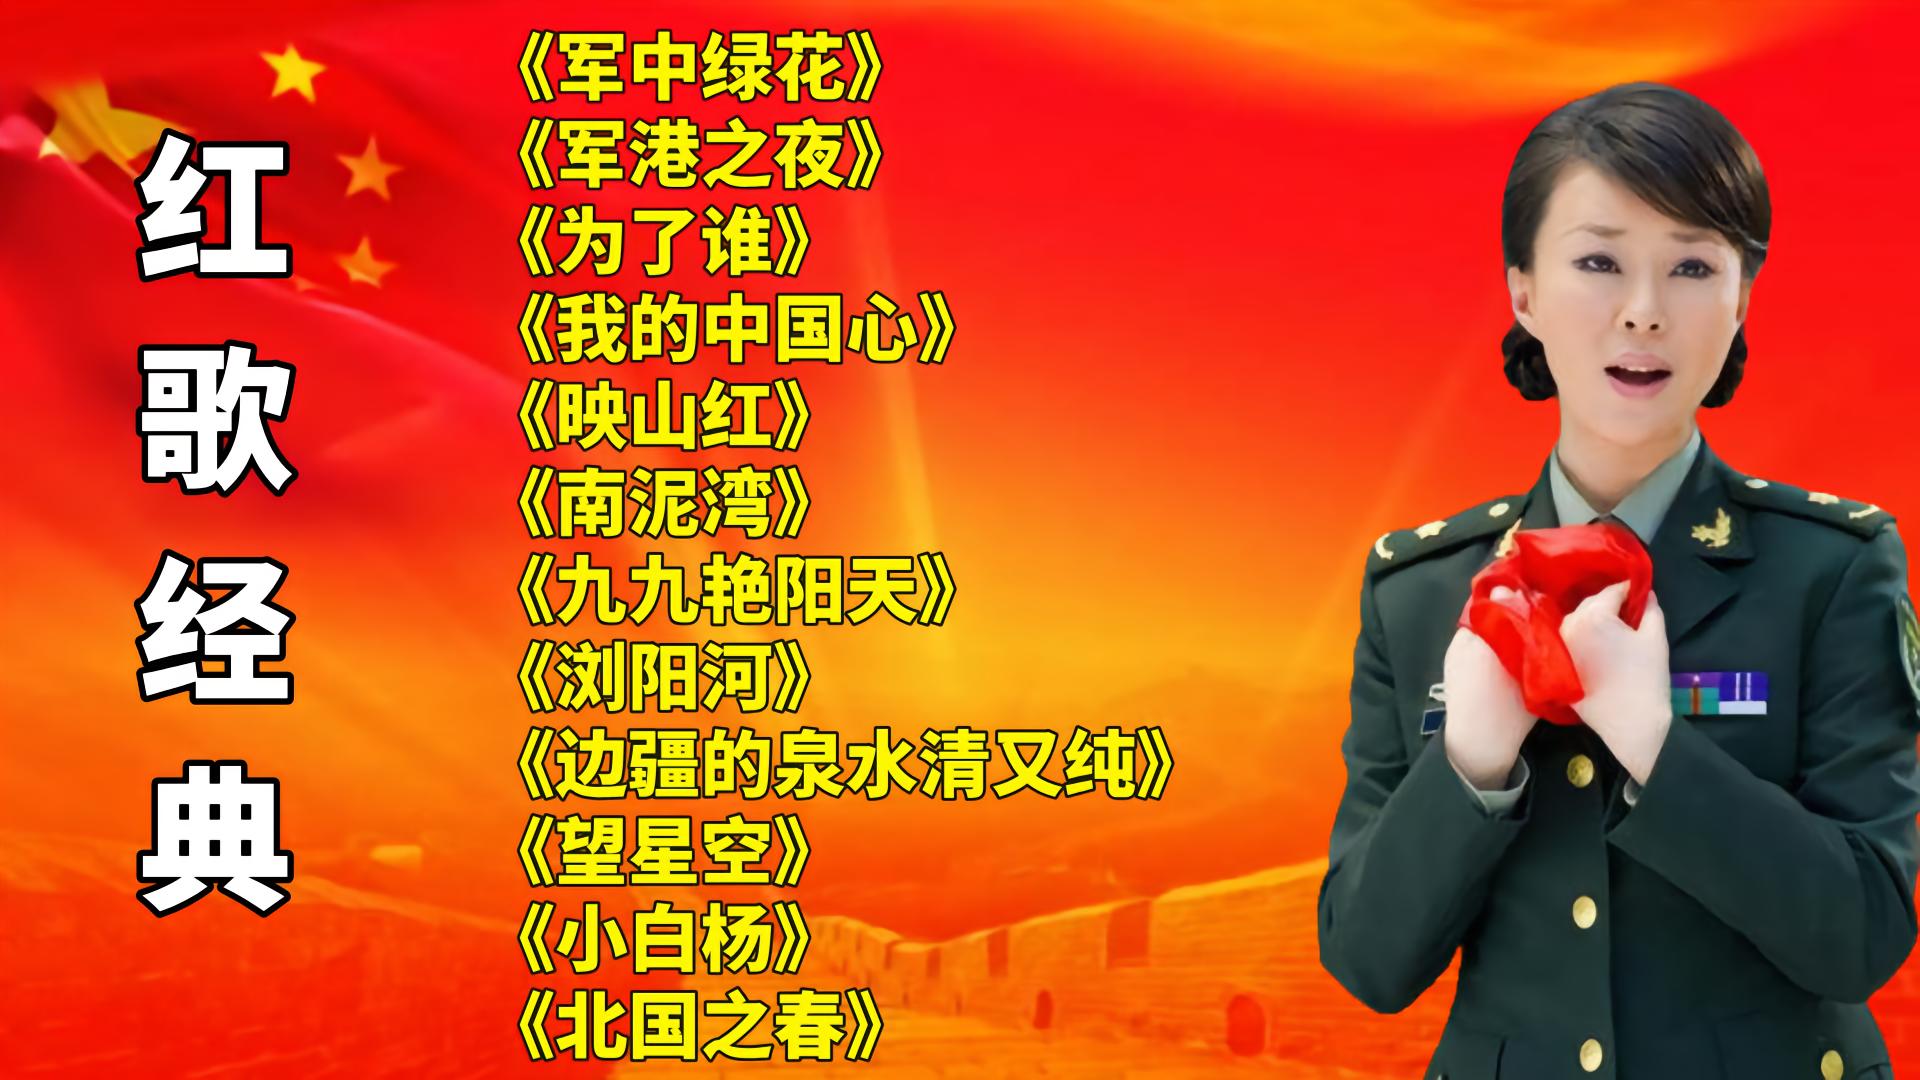 红歌经典
《军中绿花》
《军港之夜》
《为了谁》
《我的中国心》
《映山红》
《南泥湾》
《九九艳阳天》
《浏阳河》
《边疆的泉水清又纯》
《望星空》
《小白杨》
《北国之春》